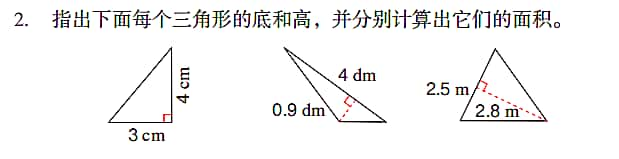 2. 指出下面每个三角形的底和高，并分别计算出它们的面积。
4 cm
3 cm
4 dm
0.9 dm
2.5 m
2.8 m